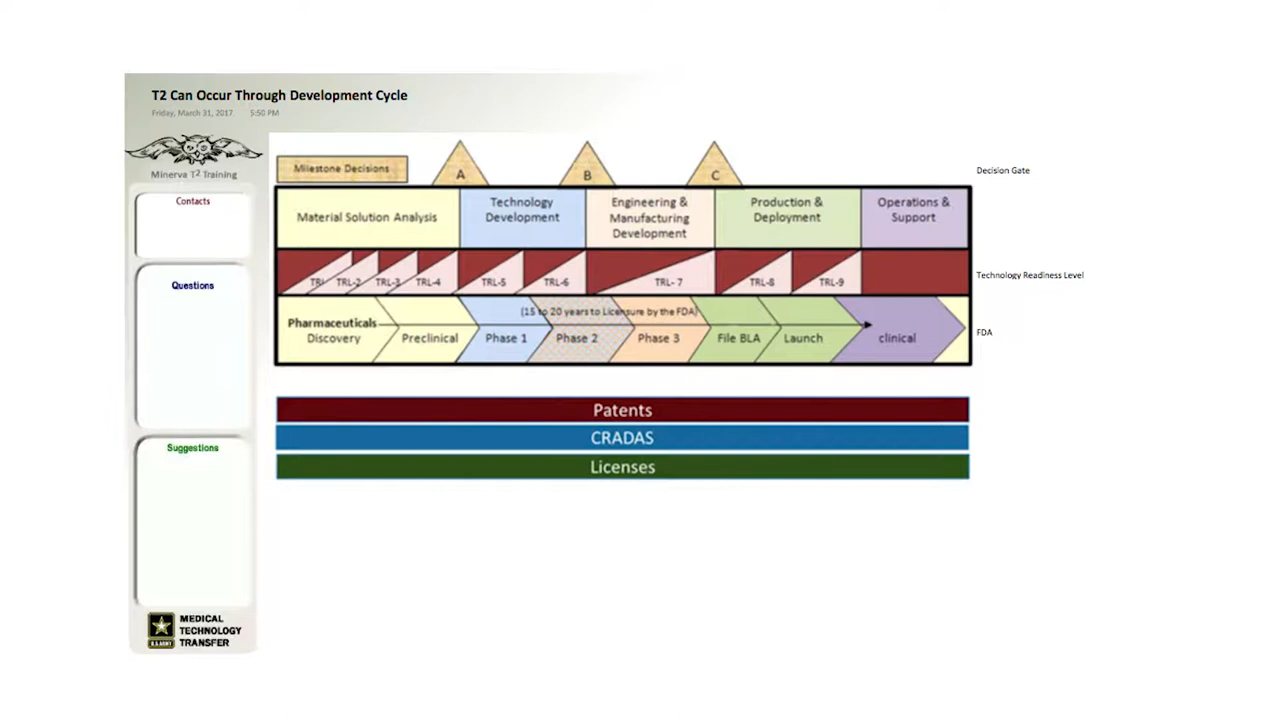 T2 Can Occur Through Development Cycle
Friday, March 31, 2017 5:50 PM
Minerva T2 Training
Contacts
Questions
Suggestions
U.S.ARMY
MEDICAL
TECHNOLOGY
TRANSFER
Milestone Decisions
A
B
C
Decision Gate
Material Solution Analysis
Technology
Development
Engineering &
Manufacturing
Development
Production &
Deployment
Operations &
Support
TRL-2
TRL-3
TRL-4
TRL-5
TRL-6
TRL- 7
TRL-8
TRL-9
Technology Readiness Level
(15 to 20 years to Licensure by the FDA)
Pharmaceuticals
Discovery
Preclinical
Phase 1
Phase 2
Phase 3
File BLA
Launch
clinical
FDA
Patents
CRADAS
Licenses